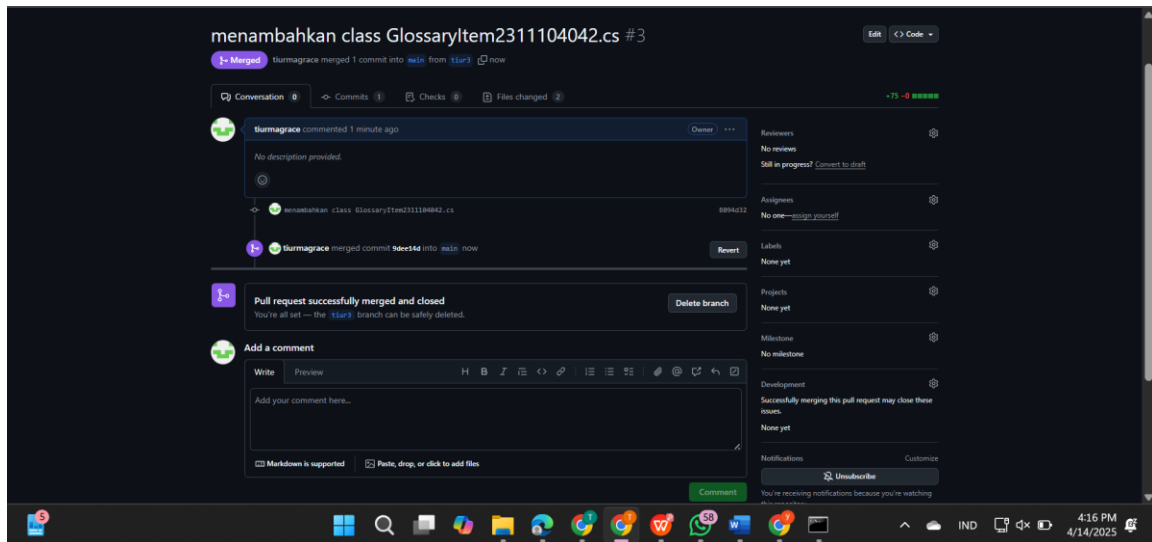 menambahkan class GlossaryItem2311104042.cs #3
Edit
Code
Merged
tiurmagrace merged 1 commit into main from tiur3 now
Conversation 0
Commits 1
Checks 0
Files changed 2
+75 −0
tiurmagrace commented 1 minute ago
Owner
No description provided.
menambahkan class GlossaryItem2311104042.cs
8094d32
tiurmagrace merged commit 9dee14d into main now
Revert
Pull request successfully merged and closed
You're all set — the tiur3 branch can be safely deleted.
Delete branch
Add a comment
Write
Preview
Add your comment here...
Markdown is supported
Paste, drop, or click to add files
Comment
Reviewers
No reviews
Still in progress? Convert to draft
Assignees
No one—assign yourself
Labels
None yet
Projects
None yet
Milestone
No milestone
Development
Successfully merging this pull request may close these
issues.
None yet
Notifications
Customize
Unsubscribe
You're receiving notifications because you're watching
this repository.
5
58
IND
4:16 PM
4/14/2025